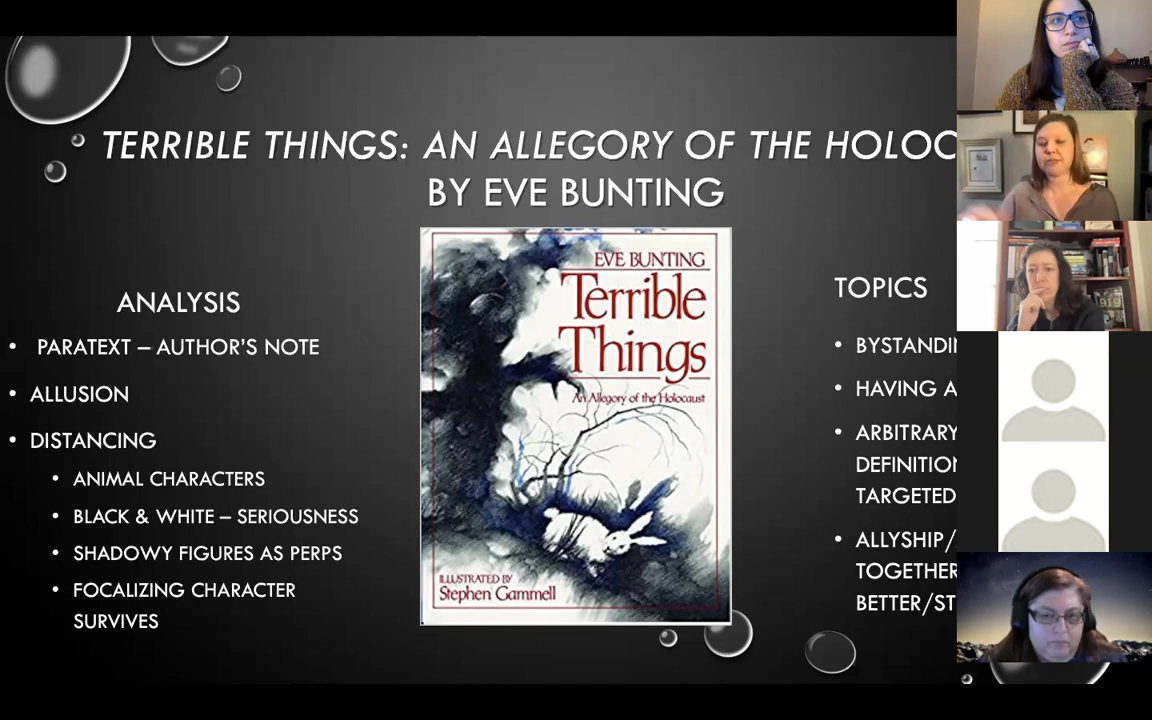 TERRIBLE THINGS: AN ALLEGORY OF THE HOLOC
BY EVE BUNTING
ANALYSIS
• PARATEXT – AUTHOR'S NOTE
• ALLUSION
• DISTANCING
• ANIMAL CHARACTERS
• BLACK & WHITE – SERIOUSNESS
• SHADOWY FIGURES AS PERPS
• FOCALIZING CHARACTER
SURVIVES
EVE BUNTING
Terrible
Things
An Allegory of the Holocaust
ILLUSTRATED BY
Stephen Gammell
TOPICS
• BYSTANDIN
• HAVING A
• ARBITRARY
DEFINITION
TARGETED
• ALLYSHIP/
TOGETHER
BETTER/ST